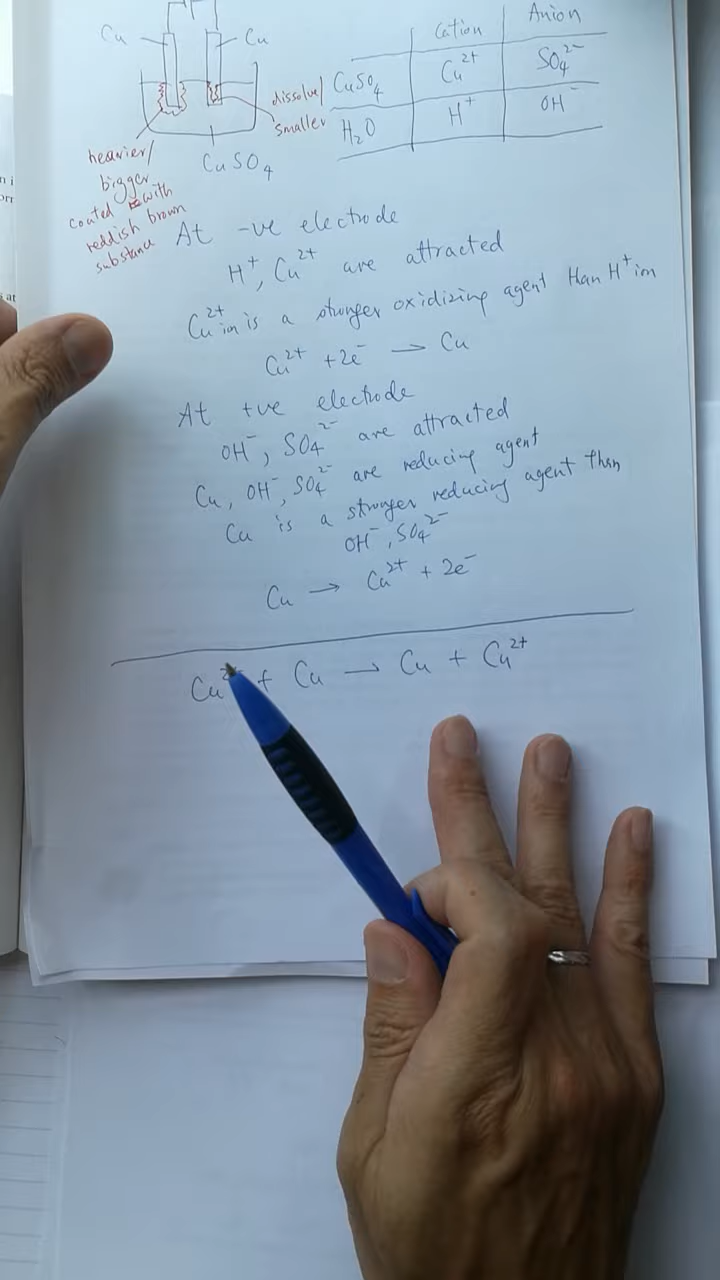 Cu
Cu
Cation
Anion
CuSO₄
Cu²⁺
SO₄²⁻
H₂O
H⁺
OH⁻
dissolve/
smaller
CuSO₄
heavier/
bigger
coated with
reddish brown
substance
At -ve electrode
H⁺, Cu²⁺ are attracted
Cu²⁺ ion is a stronger oxidizing agent than H⁺ ion
Cu²⁺ + 2e⁻ → Cu
At +ve electrode
OH⁻, SO₄²⁻ are attracted
Cu, OH⁻, SO₄²⁻ are reducing agent
Cu is a stronger reducing agent than
OH⁻, SO₄²⁻
Cu → Cu²⁺ + 2e⁻
Cu²⁺ + Cu → Cu + Cu²⁺